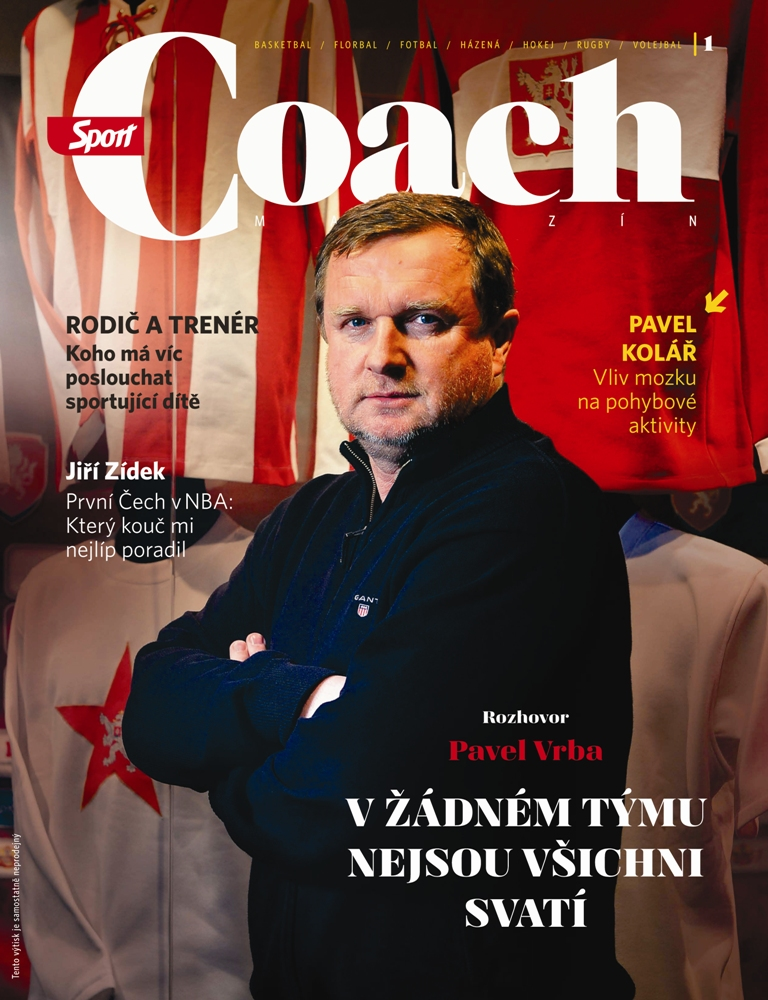 BASKETBAL / FLORBAL / FOTBAL / HÁZENÁ / HOKEJ / RUGBY / VOLEJBAL | 1
Coach
Sport
M Z Í N
RODIČ A TRENÉR
Koho má víc
poslouchat
sportující dítě
PAVEL
KOLÁŘ
Vliv mozku
na pohybové
aktivity
Jiří Zídek
První Čech v NBA:
Který kouč mi
nejlíp poradil
GANT
Rozhovor
Pavel Vrba
V ŽÁDNÉM TÝMU
NEJSOU VŠICHNI
SVATÍ
Tento výtisk je samostatně neprodejný